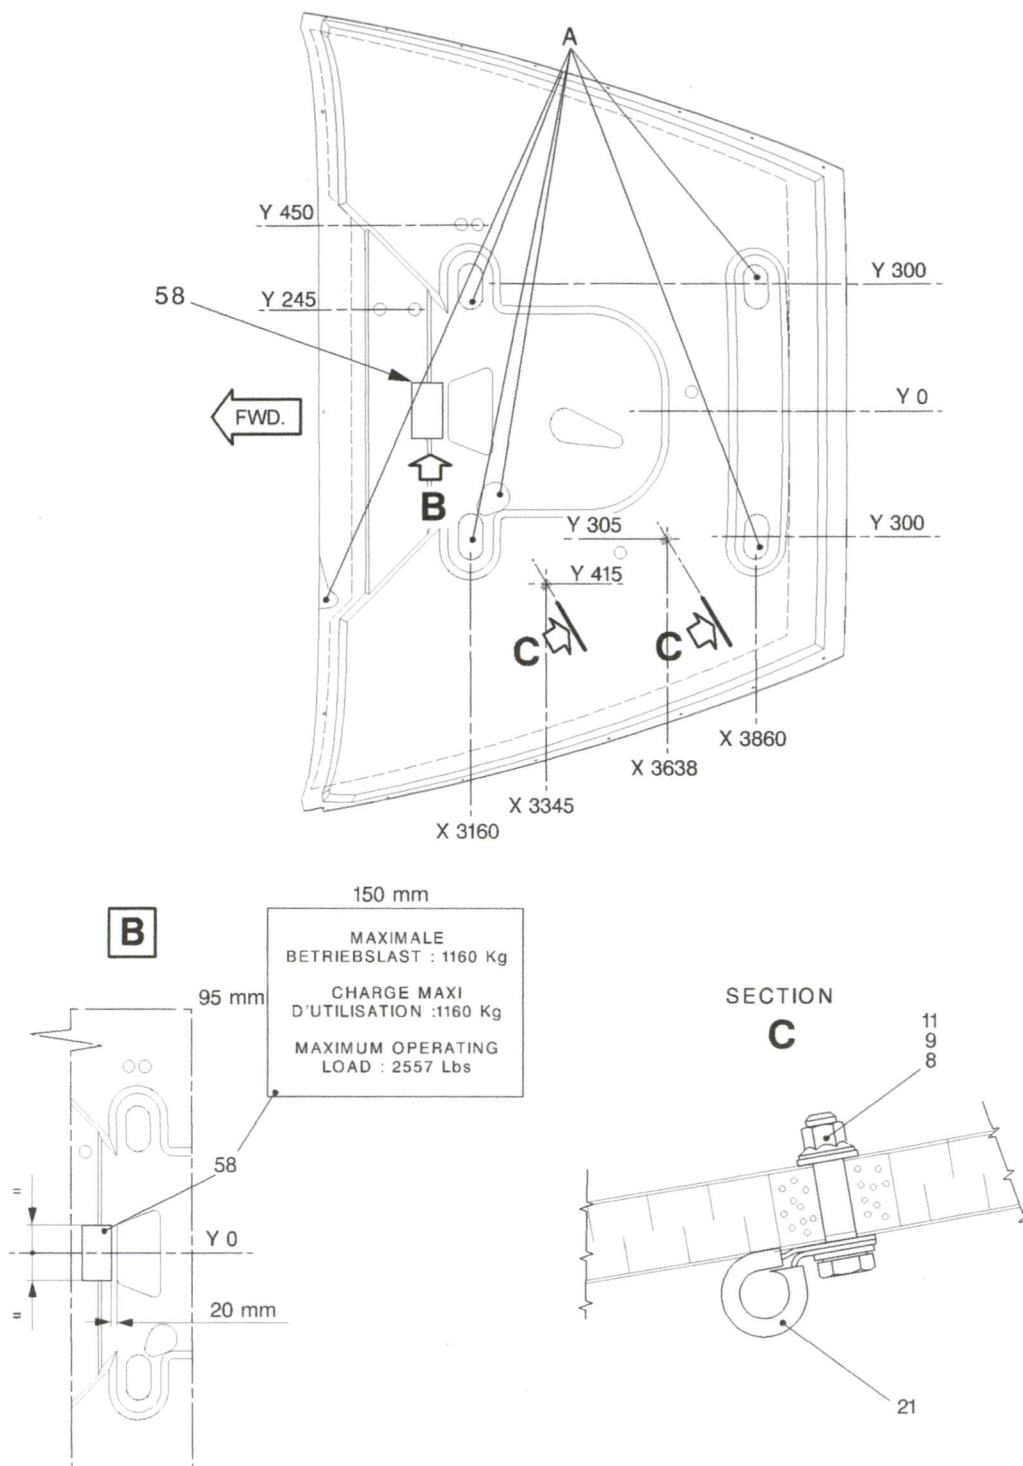 A
Y 450
Y 300
58
Y 245
FWD.
Y 0
B
Y 305
Y 300
Y 415
C
C
X 3860
X 3638
X 3345
X 3160
B
150 mm
95 mm
MAXIMALE
BETRIEBSLAST : 1160 Kg
CHARGE MAXI
D'UTILISATION :1160 Kg
MAXIMUM OPERATING
LOAD : 2557 Lbs
58
=
Y 0
=
20 mm
SECTION
C
11
9
8
21